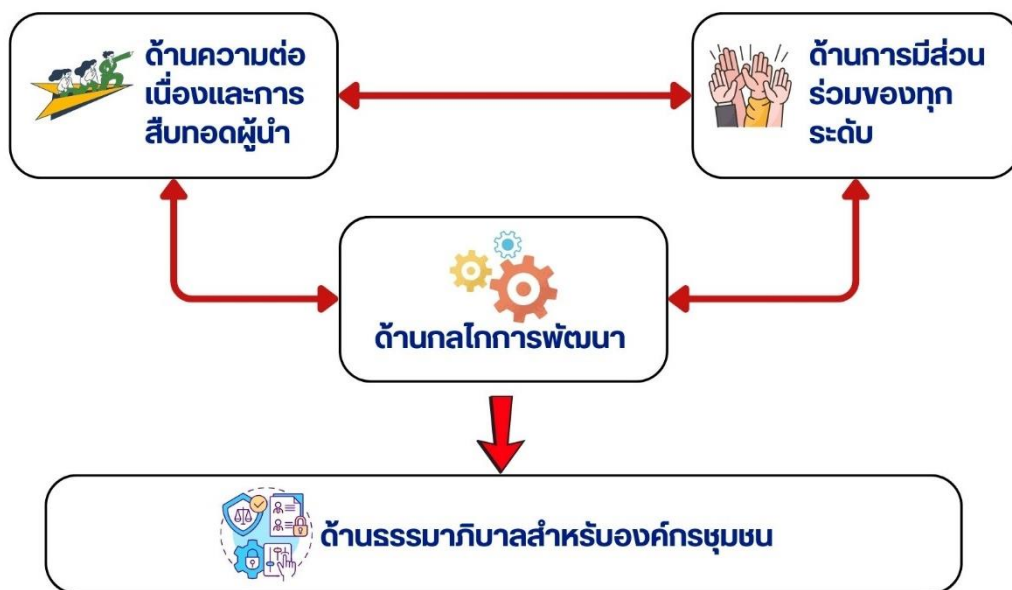 ด้านความต่อ
เนื่องและการ
สืบทอดผู้นำ
ด้านการมีส่วน
ร่วมของทุก
ระดับ
ด้านกลไกการพัฒนา
ด้านธรรมาภิบาลสำหรับองค์กรชุมชน